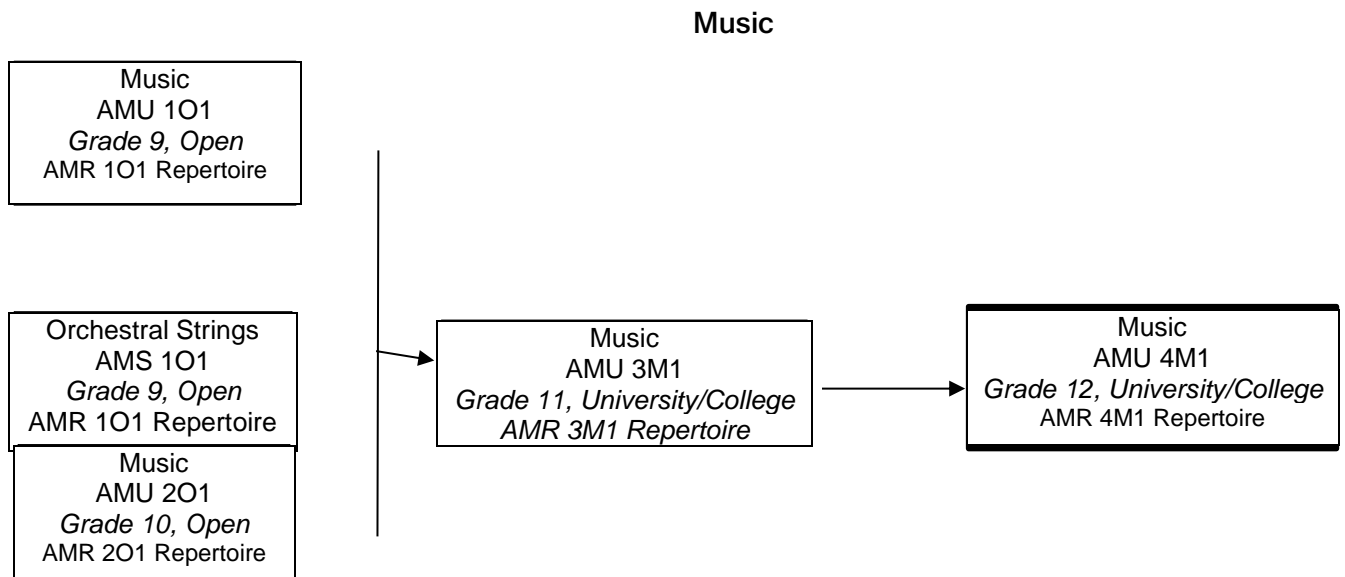 Music
Music
AMU 1O1
Grade 9, Open
AMR 1O1 Repertoire
Orchestral Strings
AMS 1O1
Grade 9, Open
AMR 1O1 Repertoire
Music
AMU 2O1
Grade 10, Open
AMR 2O1 Repertoire
Music
AMU 3M1
Grade 11, University/College
AMR 3M1 Repertoire
Music
AMU 4M1
Grade 12, University/College
AMR 4M1 Repertoire